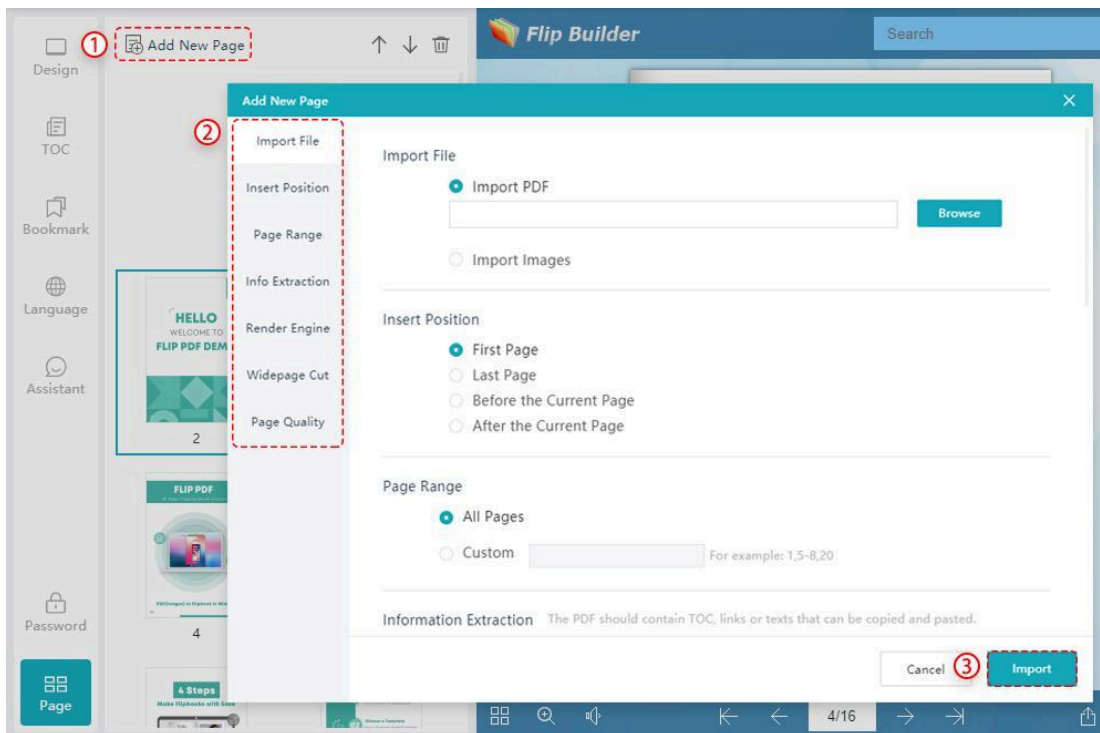 ① Add New Page
Flip Builder
Search
Design
TOC
Bookmark
Language
Assistant
Password
Page
HELLO
WELCOME TO
FLIP PDF DEM
2
FLIP PDF
4
4 Steps
Make Flipbooks with Ease
Add New Page
②
Import File
Insert Position
Page Range
Info Extraction
Render Engine
Widepage Cut
Page Quality
Import File
Import PDF
Browse
Import Images
Insert Position
First Page
Last Page
Before the Current Page
After the Current Page
Page Range
All Pages
Custom
For example: 1,5-8,20
Information Extraction The PDF should contain TOC, links or texts that can be copied and pasted.
Cancel ③ Import
4/16